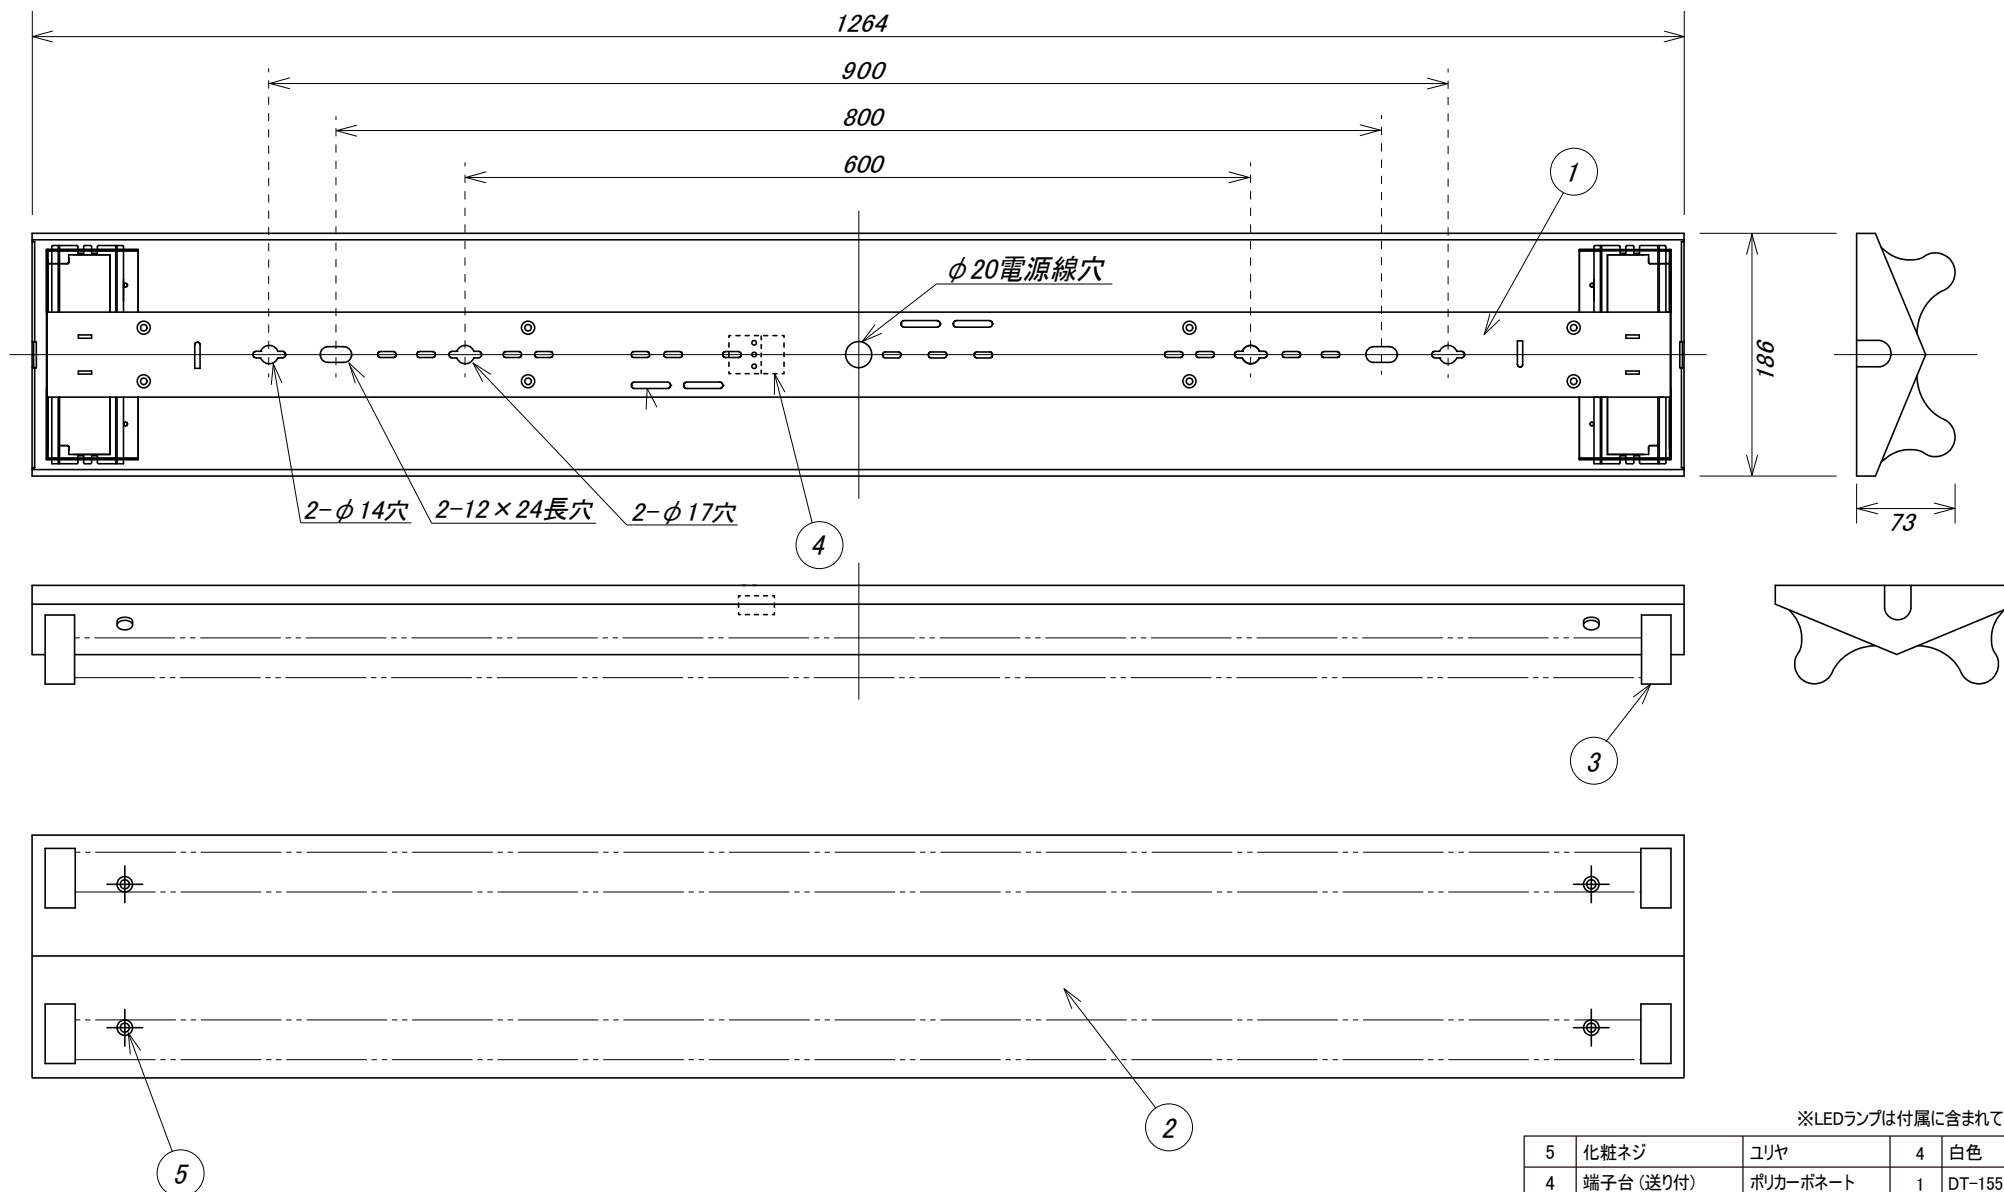 1264
900
800
600
1
φ20電源線穴
186
2-φ14穴
2-12×24長穴
2-φ17穴
4
73
3
2
5
※LEDランプは付属に含まれて
5 化粧ネジ ユリヤ 4 白色
4 端子台(送り付) ポリカーボネート 1 DT-155